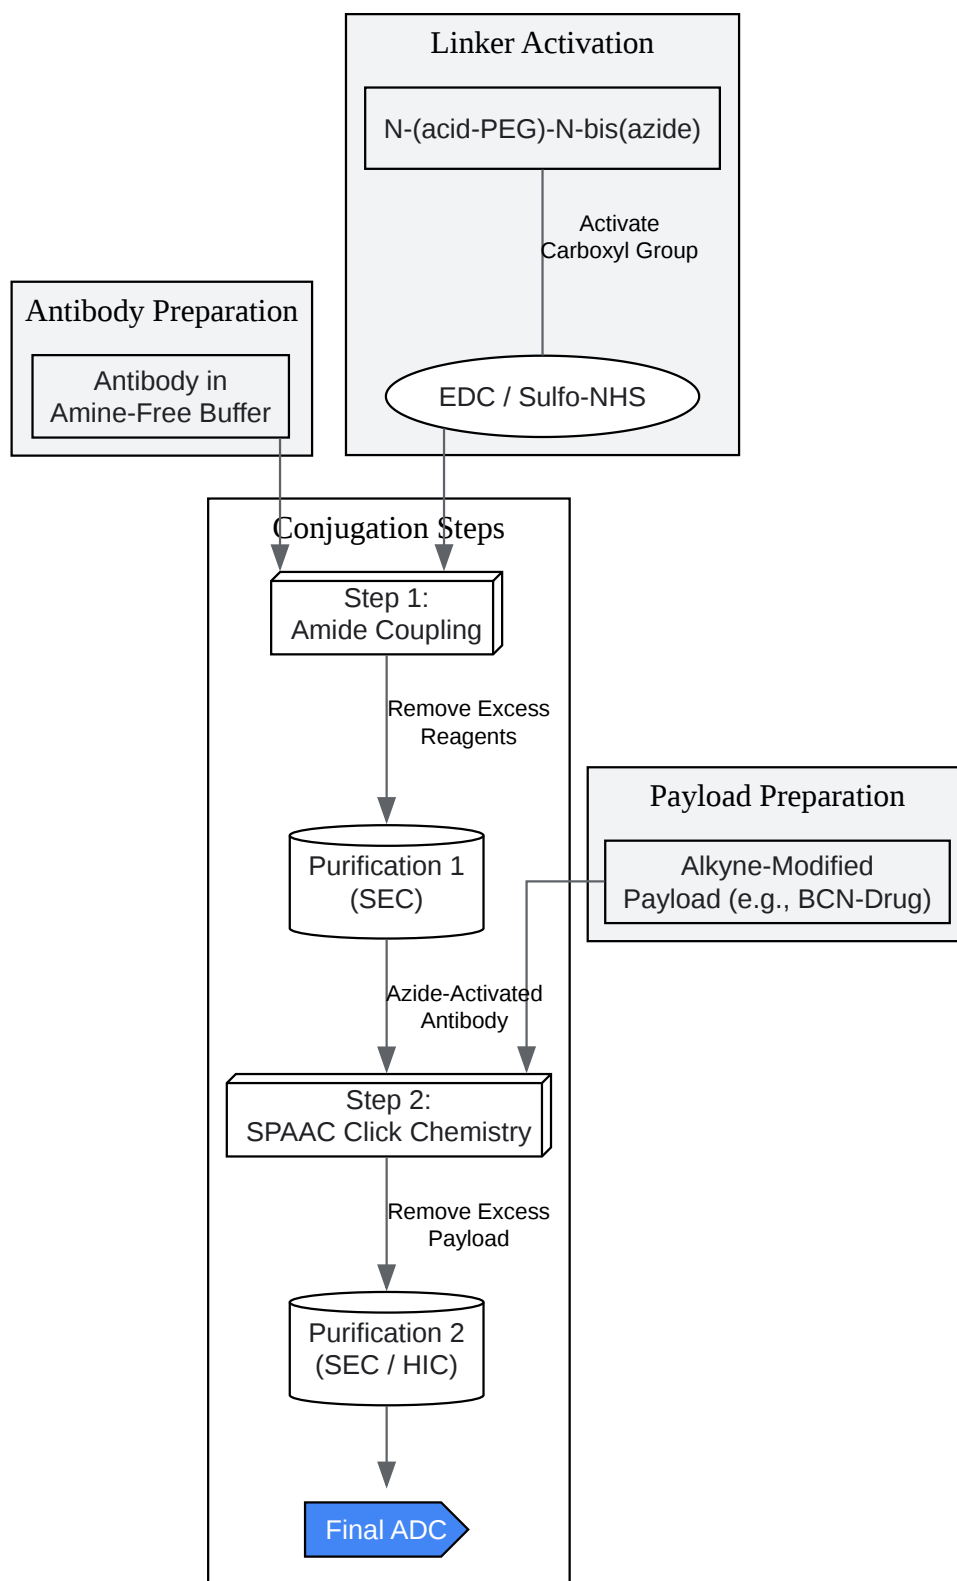 Linker Activation
N-(acid-PEG)-N-bis(azide)
Activate
Carboxyl Group
Antibody Preparation
Antibody in
Amine-Free Buffer
EDC / Sulfo-NHS
Conjugation Steps
Step 1:
Amide Coupling
Remove Excess
Reagents
Payload Preparation
Purification 1
(SEC)
Alkyne-Modified
Payload (e.g., BCN-Drug)
Azide-Activated
Antibody
Step 2:
SPAAC Click Chemistry
Remove Excess
Payload
Purification 2
(SEC / HIC)
Final ADC